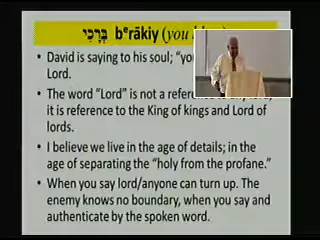 בָּרֲכִי bᵉrākiy (you
• David is saying to his soul; “you
Lord.
• The word “Lord” is not a reference
it is reference to the King of kings and Lord of
lords.
• I believe we live in the age of details; in the
age of separating the “holy from the profane.”
• When you say lord/anyone can turn up. The
enemy knows no boundary, when you say and
authenticate by the spoken word.